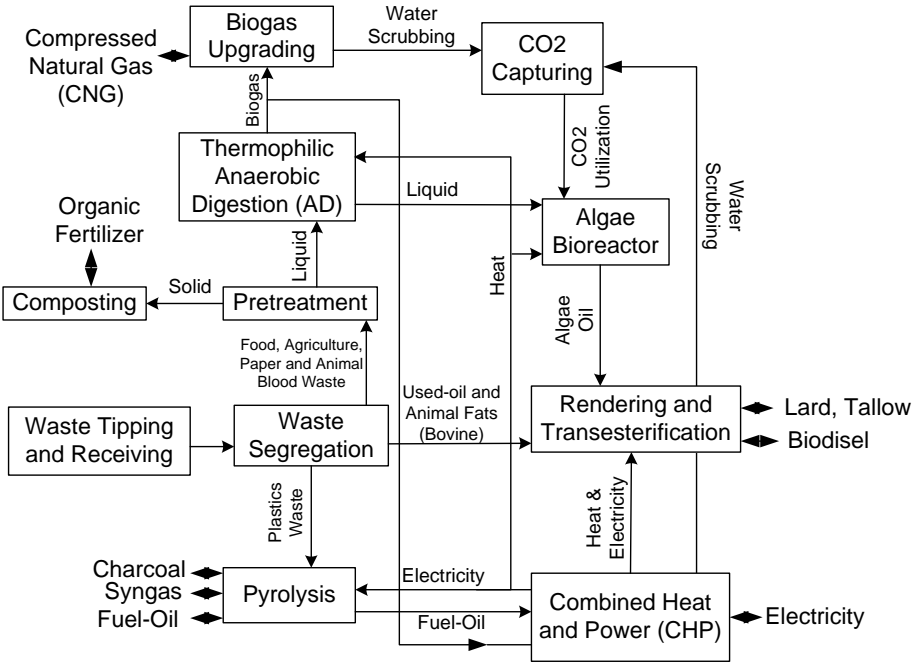 Biogas
Upgrading
Water
Scrubbing
CO2
Capturing
Compressed
Natural Gas
(CNG)
Biogas
CO2
Utilization
Thermophilic
Anaerobic
Digestion (AD)
Liquid
Water
Scrubbing
Organic
Fertilizer
Algae
Bioreactor
Liquid
Heat
Solid
Composting
Pretreatment
Algae
Oil
Food, Agriculture,
Paper and Animal
Blood Waste
Used-oil and
Animal Fats
(Bovine)
Waste Tipping
and Receiving
Waste
Segregation
Rendering and
Transesterification
Lard, Tallow
Biodisel
Plastics
Waste
Heat &
Electricity
Charcoal
Syngas
Fuel-Oil
Pyrolysis
Electricity
Fuel-Oil
Combined Heat
and Power (CHP)
Electricity